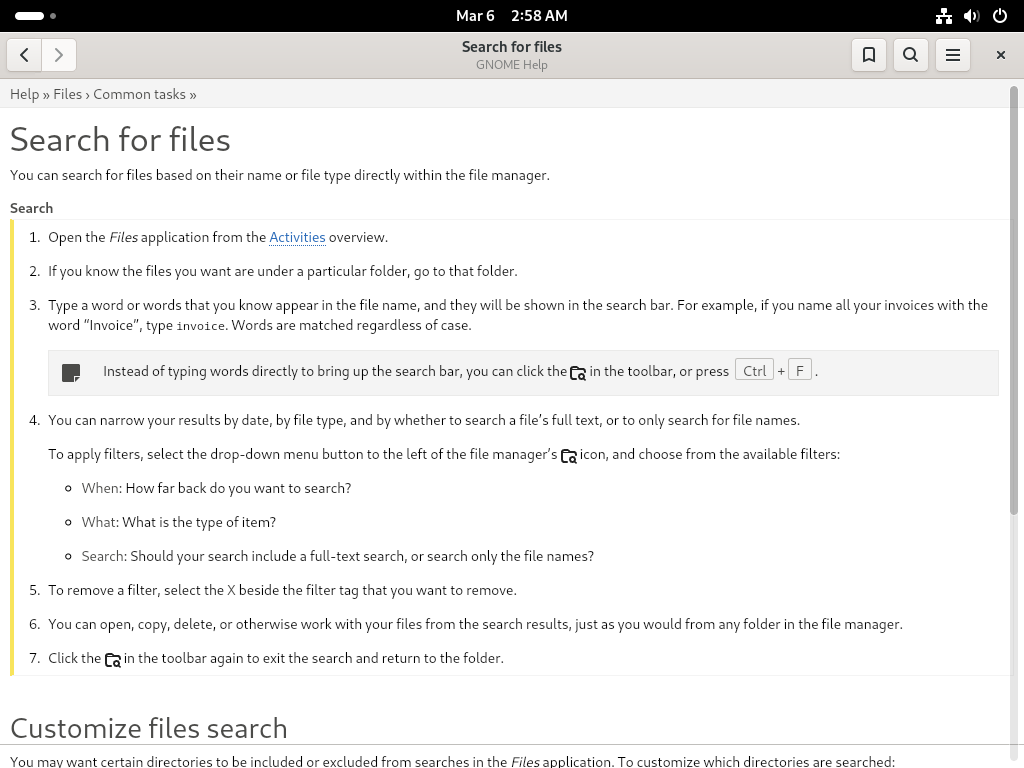 Mar 6 2:58 AM
Search for files
GNOME Help
Help » Files › Common tasks »
Search for files
You can search for files based on their name or file type directly within the file manager.
Search
1. Open the Files application from the Activities overview.
2. If you know the files you want are under a particular folder, go to that folder.
3. Type a word or words that you know appear in the file name, and they will be shown in the search bar. For example, if you name all your invoices with the
word “Invoice”, type invoice. Words are matched regardless of case.
Instead of typing words directly to bring up the search bar, you can click the in the toolbar, or press Ctrl + F .
4. You can narrow your results by date, by file type, and by whether to search a file’s full text, or to only search for file names.
To apply filters, select the drop-down menu button to the left of the file manager’s icon, and choose from the available filters:
When: How far back do you want to search?
What: What is the type of item?
Search: Should your search include a full-text search, or search only the file names?
5. To remove a filter, select the X beside the filter tag that you want to remove.
6. You can open, copy, delete, or otherwise work with your files from the search results, just as you would from any folder in the file manager.
7. Click the in the toolbar again to exit the search and return to the folder.
Customize files search
You may want certain directories to be included or excluded from searches in the Files application. To customize which directories are searched: